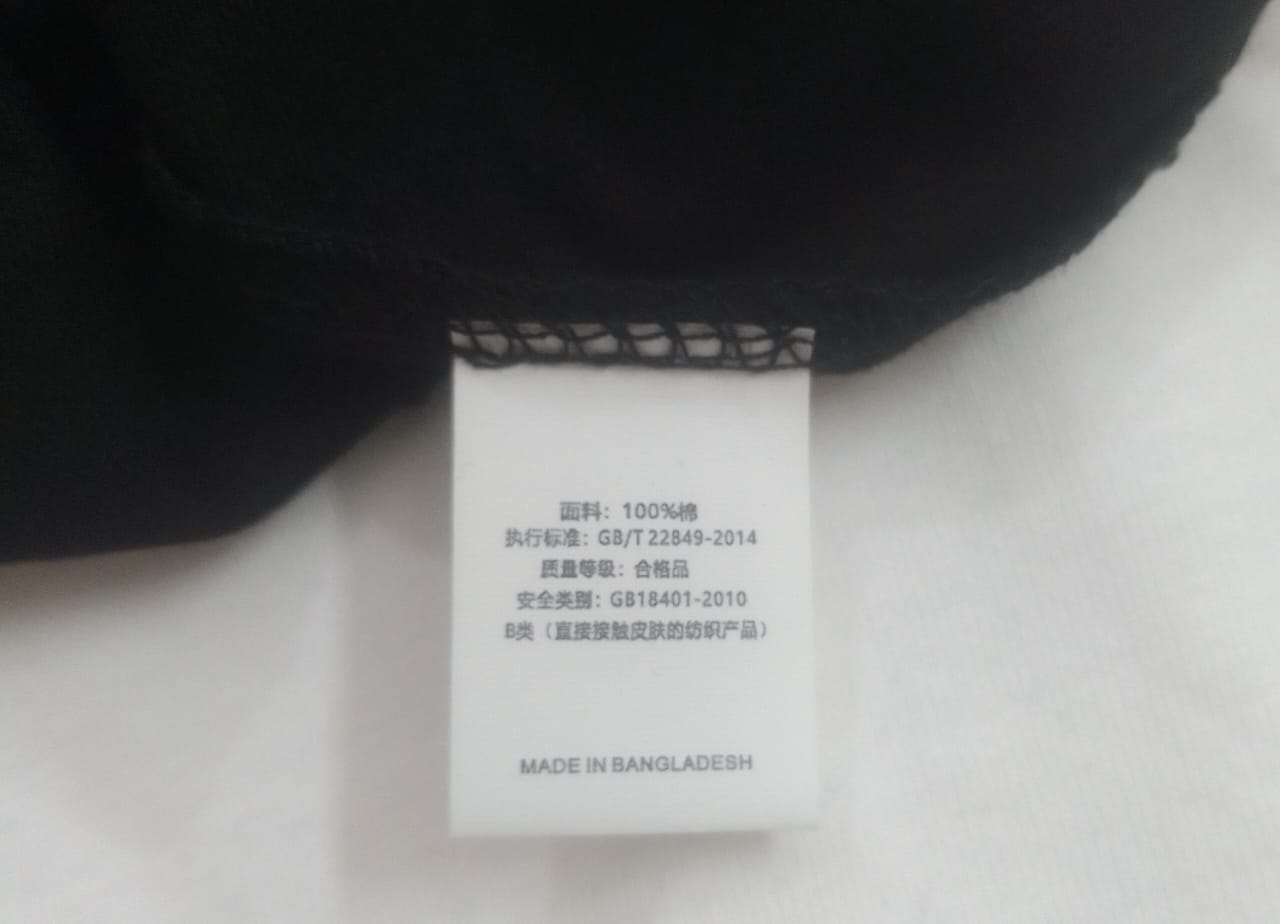 面料：100%棉
执行标准：GB/T 22849-2014
质量等级：合格品
安全类别：GB18401-2010
B类（直接接触皮肤的纺织产品）
MADE IN BANGLADESH